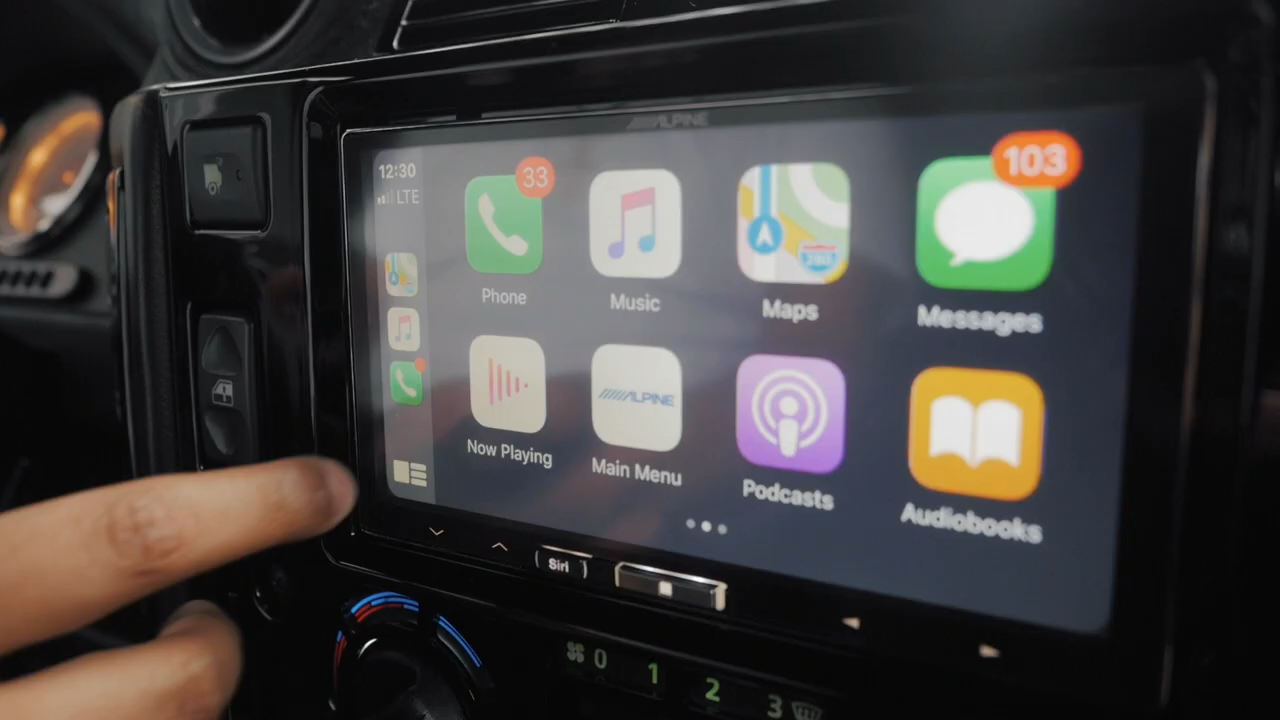 ALPINE
12:30
LTE
33
103
280
Phone
Music
Maps
Messages
ALPINE
Now Playing
Main Menu
Podcasts
Audiobooks
Siri
0
1
2
3